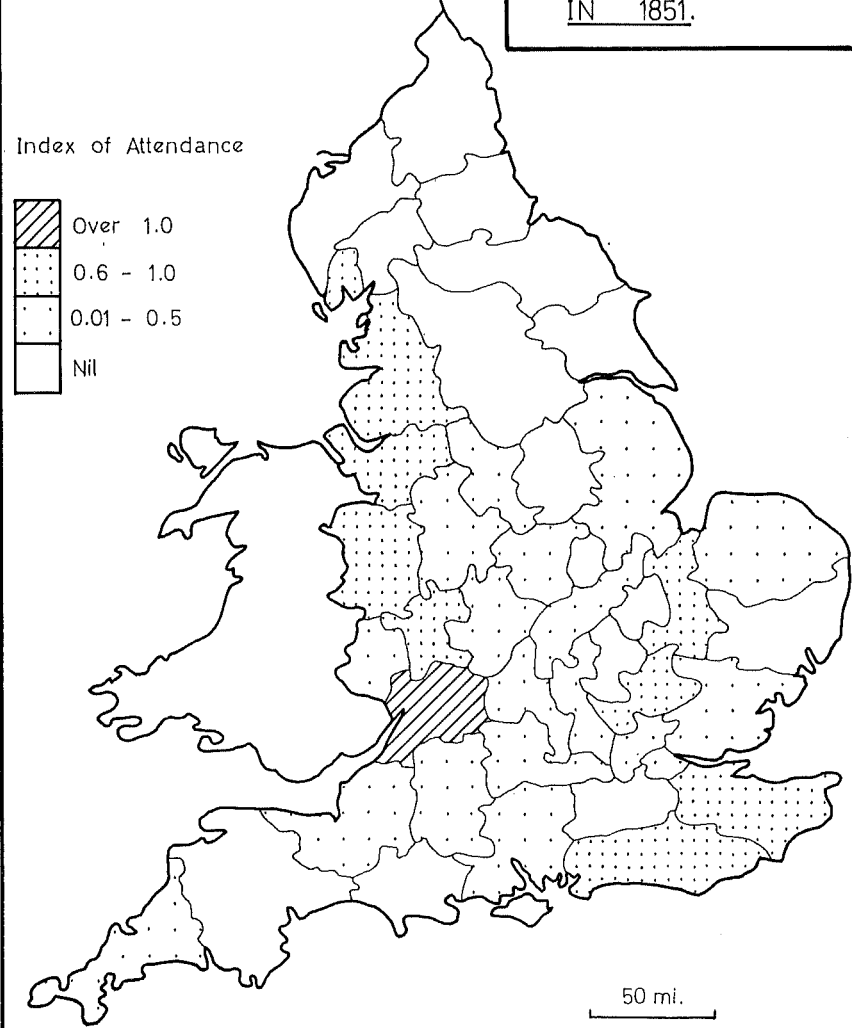 IN 1851.
Index of Attendance
Over 1.0
0.6 - 1.0
0.01 - 0.5
Nil
50 mi.